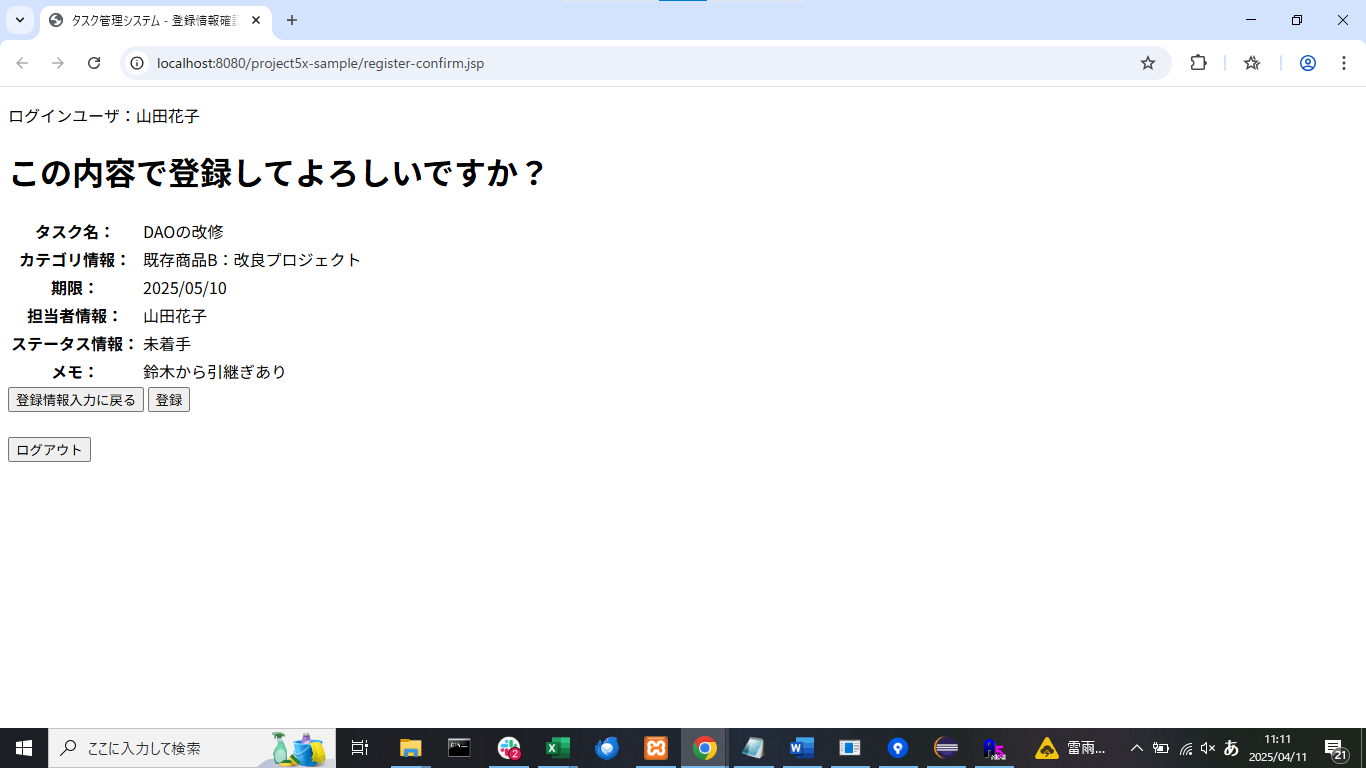 タスク管理システム - 登録情報確認
localhost:8080/project5x-sample/register-confirm.jsp
ログインユーザ：山田花子
この内容で登録してよろしいですか？
タスク名： DAOの改修
カテゴリ情報： 既存商品B：改良プロジェクト
期限： 2025/05/10
担当者情報： 山田花子
ステータス情報： 未着手
メモ： 鈴木から引継ぎあり
登録情報入力に戻る 登録
ログアウト
ここに入力して検索
2
雷雨...
あ
11:11
2025/04/11
21